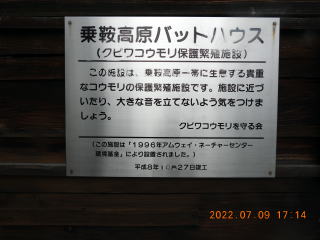 乗鞍高原バットハウス
(クビワコウモリ保護繁殖施設)
この施設は、乗鞍高原一帯に生息する貴重
なコウモリの保護繁殖施設です。施設に近づ
いたり、大きな音を立てないよう気をつけま
しょう。
クビワコウモリを守る会
(この施設は「1996年アムウェイ・ネーチャーセンター
環境基金」により設置されました。)
平成8年10月27日竣工
2022.07.09 17:14